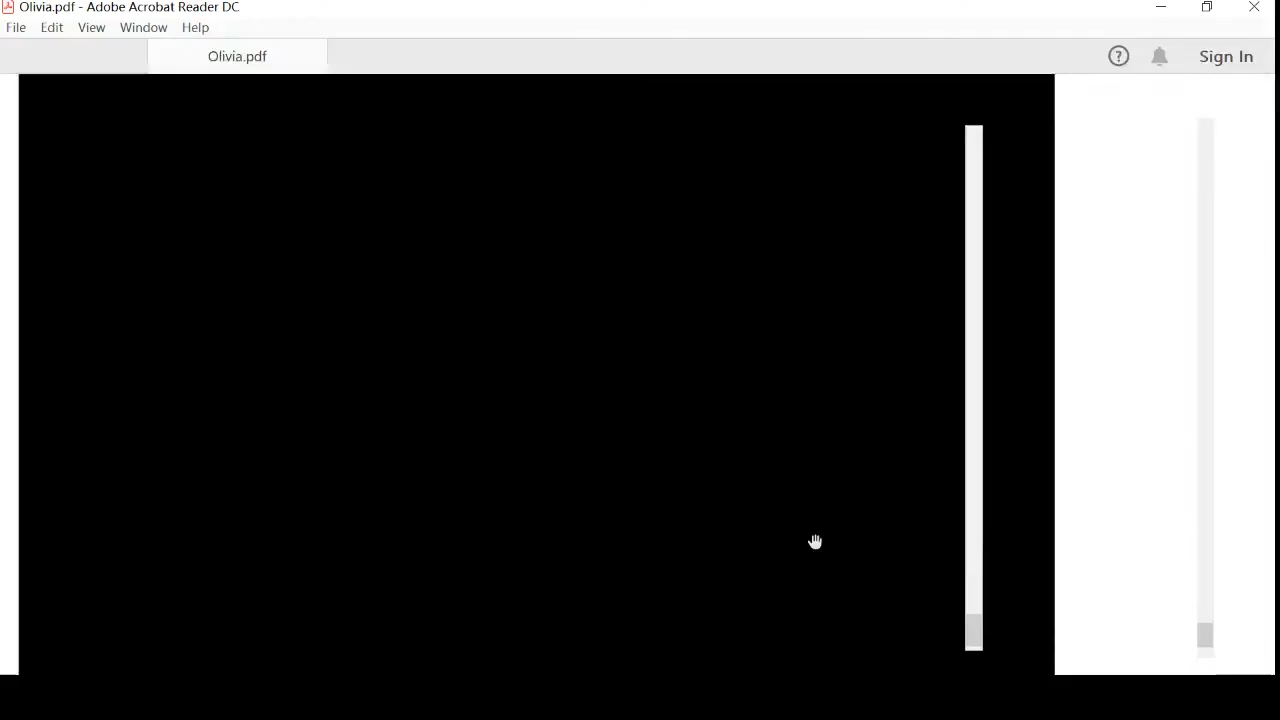 Olivia.pdf - Adobe Acrobat Reader DC
File Edit View Window Help
Olivia.pdf
? Sign In